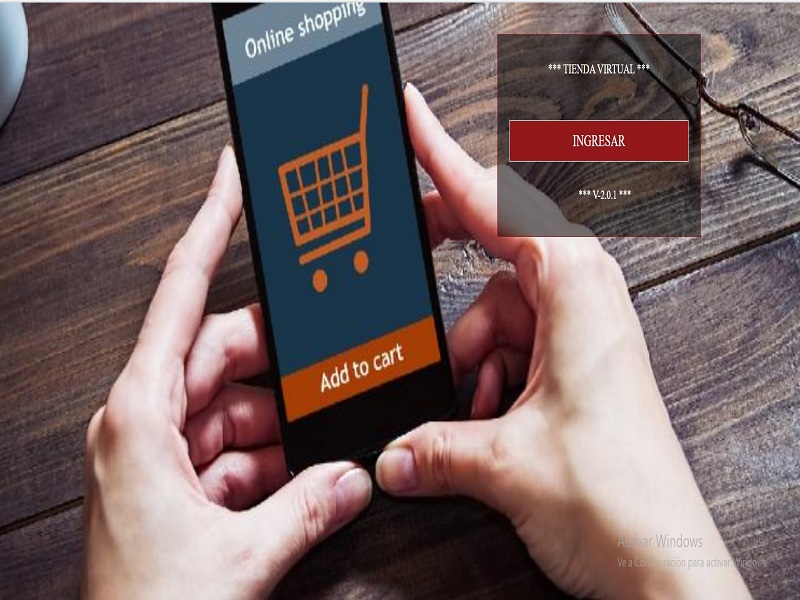 Online shopping
*** TIENDA VIRTUAL ***
INGRESAR
*** V-2.0.1 ***
Add to cart
Activar Windows
Ve a Configuración para activar Windows.